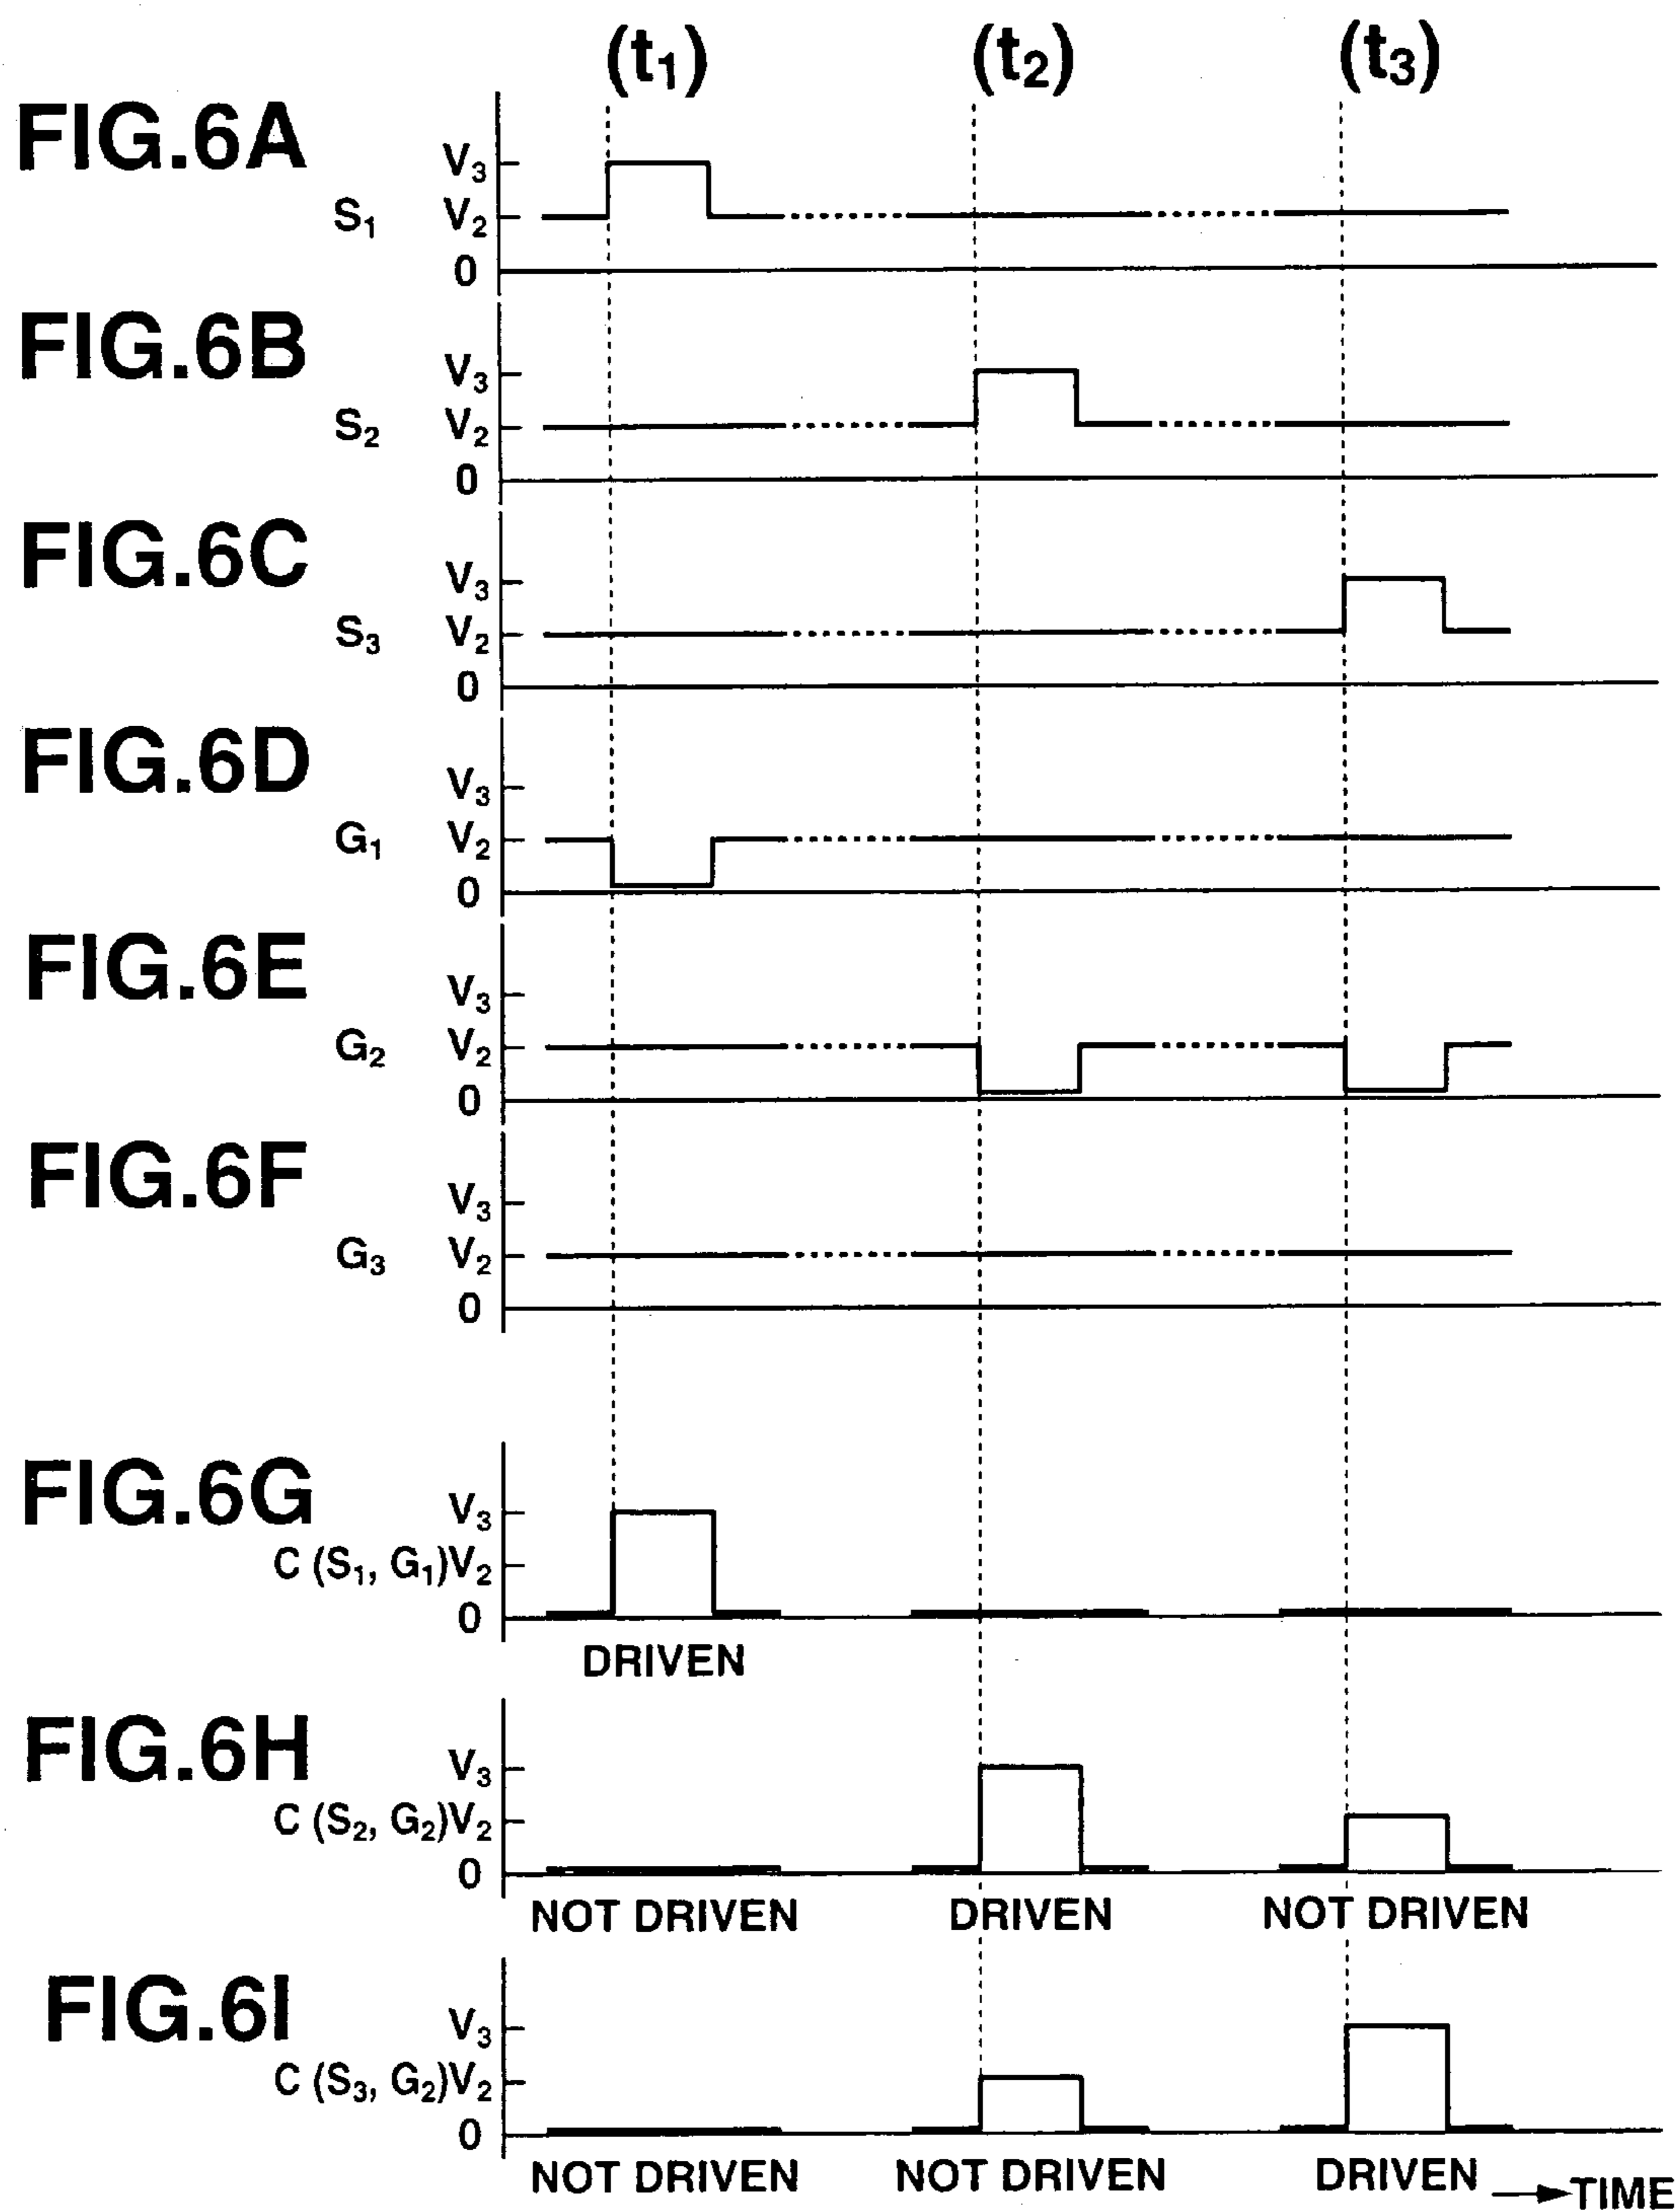 (t1) (t2) (t3)
FIG.6A
V3
S1 V2
0
FIG.6B
V3
S2 V2
0
FIG.6C
V3
S3 V2
0
FIG.6D
V3
G1 V2
0
FIG.6E
V3
G2 V2
0
FIG.6F
V3
G3 V2
0
FIG.6G
V3
C (S1, G1)V2
0
DRIVEN
FIG.6H
V3
C (S2, G2)V2
0
NOT DRIVEN DRIVEN NOT DRIVEN
FIG.6I
V3
C (S3, G2)V2
0
NOT DRIVEN NOT DRIVEN DRIVEN TIME